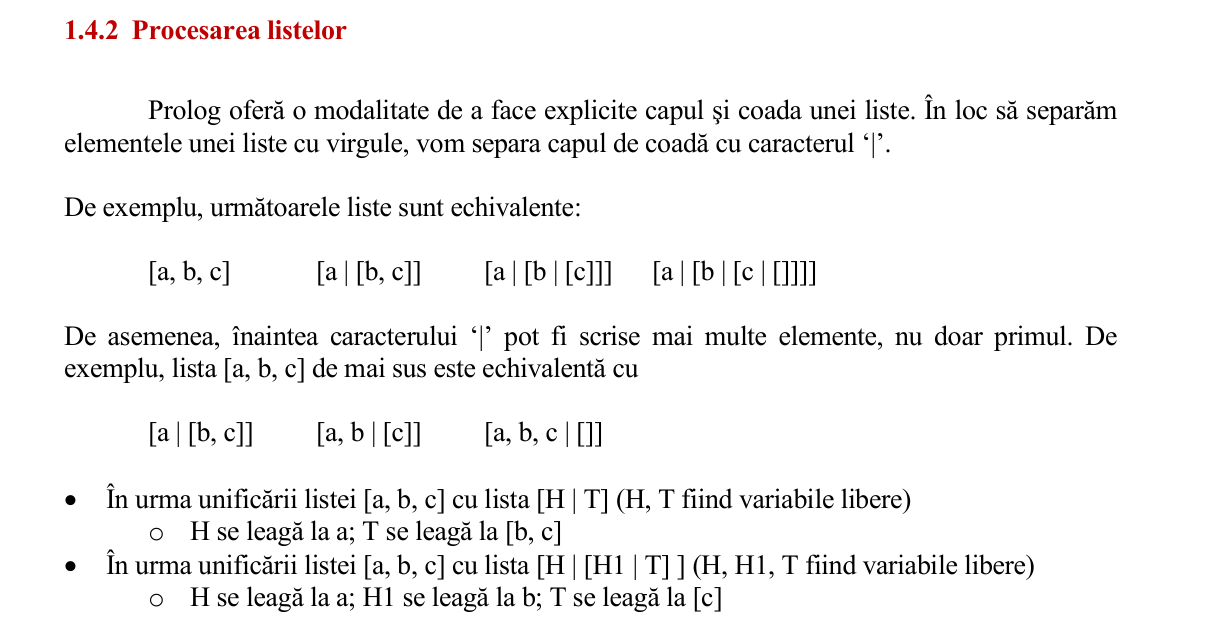 1.4.2 Procesarea listelor
Prolog oferă o modalitate de a face explicite capul şi coada unei liste. În loc să separăm
elementele unei liste cu virgule, vom separa capul de coadă cu caracterul ‘|’.
De exemplu, următoarele liste sunt echivalente:
[a, b, c] [a | [b, c]] [a | [b | [c]]] [a | [b | [c | []]]]
De asemenea, înaintea caracterului ‘|’ pot fi scrise mai multe elemente, nu doar primul. De
exemplu, lista [a, b, c] de mai sus este echivalentă cu
[a | [b, c]] [a, b | [c]] [a, b, c | []]
• În urma unificării listei [a, b, c] cu lista [H | T] (H, T fiind variabile libere)
o H se leagă la a; T se leagă la [b, c]
• În urma unificării listei [a, b, c] cu lista [H | [H1 | T] ] (H, H1, T fiind variabile libere)
o H se leagă la a; H1 se leagă la b; T se leagă la [c]